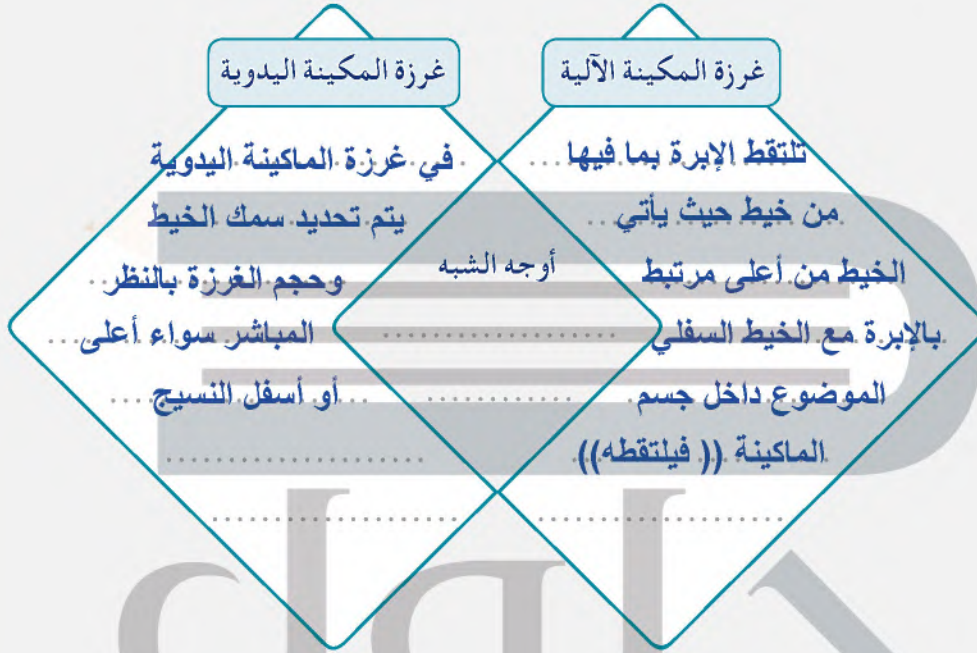 غرزة المكينة الآلية
تلتقط الإبرة بما فيها
من خيط حيث يأتي
الخيط من أعلى مرتبط
بالإبرة مع الخيط السفلي
الموضوع داخل جسم
الماكينة (( فيلتقطه))
أوجه الشبه
غرزة المكينة اليدوية
في غرزة الماكينة اليدوية
يتم تحديد سمك الخيط
وحجم الغرزة بالنظر
المباشر سواء أعلى
أو أسفل النسيج